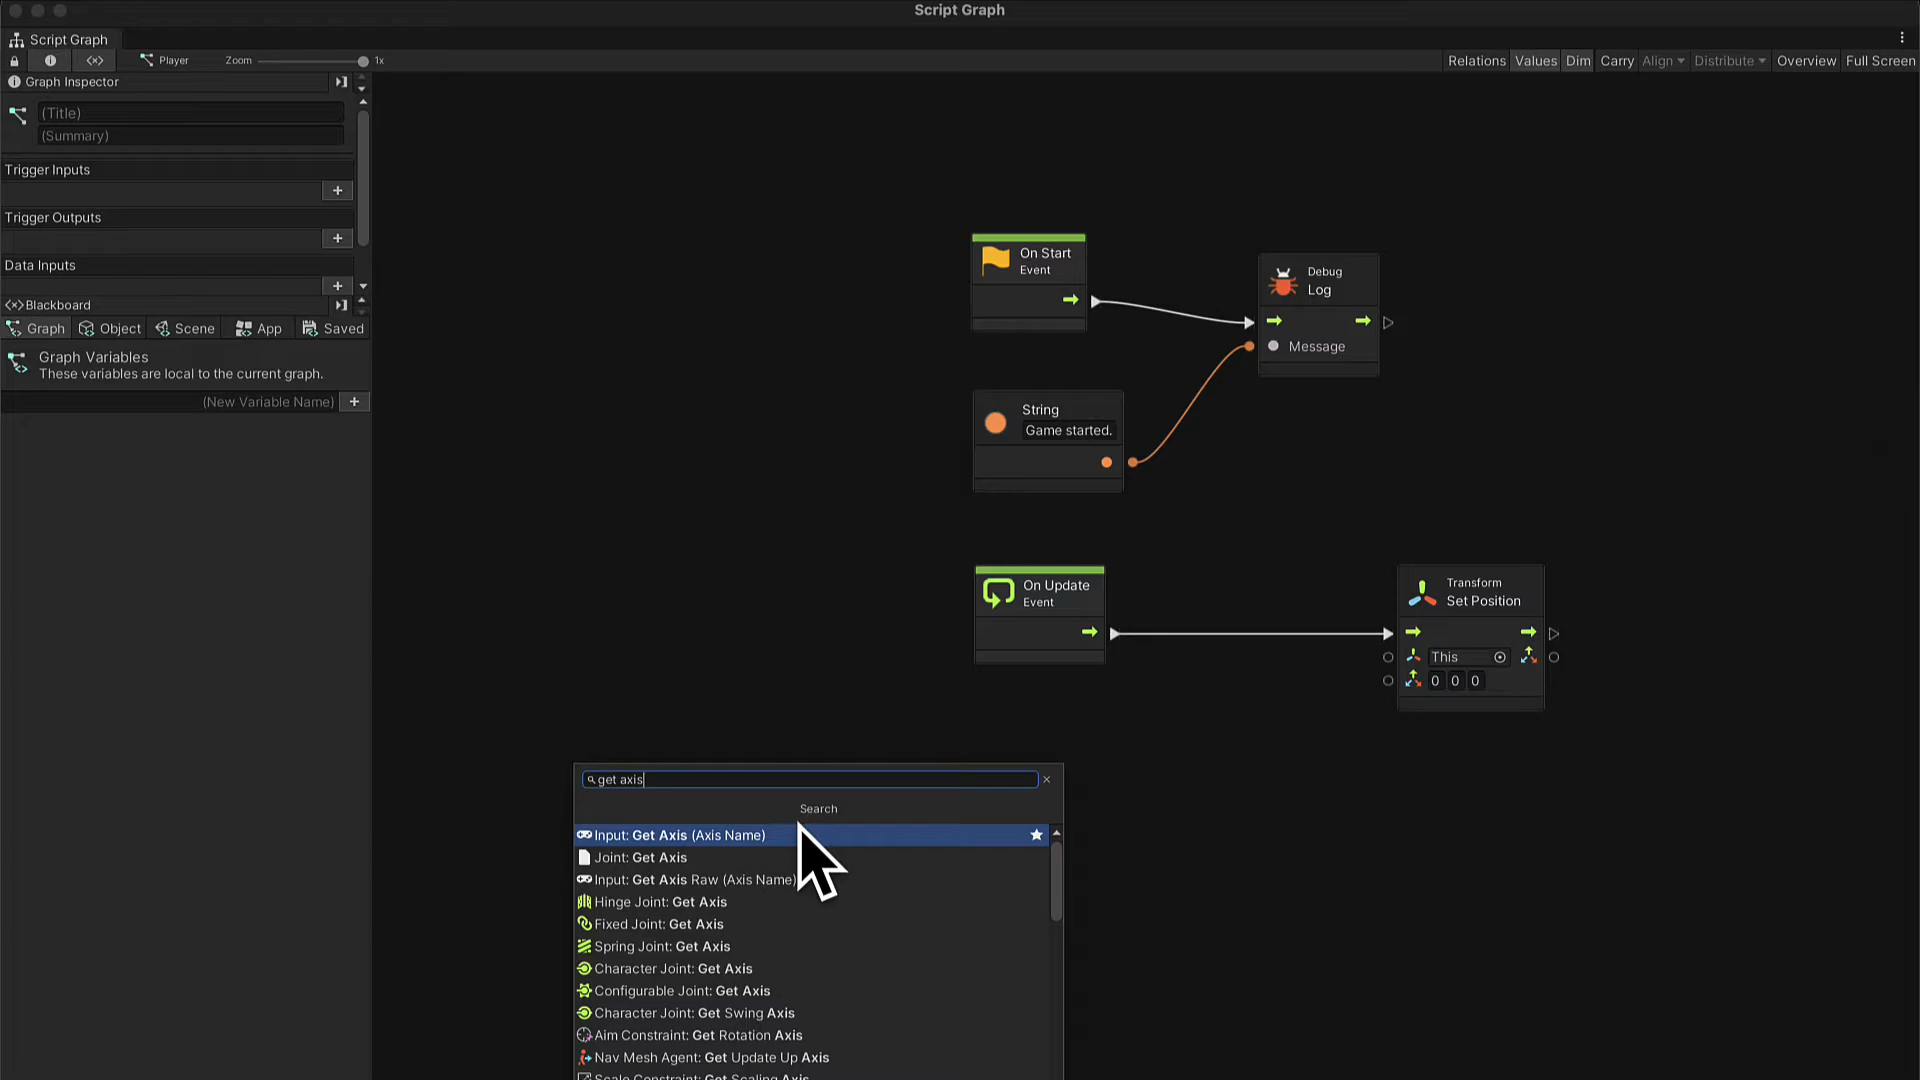 Script Graph
Script Graph
Player
Zoom
1x
Relations
Values
Dim
Carry
Align
Distribute
Overview
Full Screen
Graph Inspector
(Title)
(Summary)
Trigger Inputs
+
Trigger Outputs
+
Data Inputs
+
<×>Blackboard
Graph
Object
Scene
App
Saved
Graph Variables
These variables are local to the current graph.
(New Variable Name)
+
On Start
Event
Debug
Log
Message
String
Game started.
On Update
Event
Transform
Set Position
This
0 0 0
get axis
Search
Input: Get Axis (Axis Name)
Joint: Get Axis
Input: Get Axis Raw (Axis Name)
Hinge Joint: Get Axis
Fixed Joint: Get Axis
Spring Joint: Get Axis
Character Joint: Get Axis
Configurable Joint: Get Axis
Character Joint: Get Swing Axis
Aim Constraint: Get Rotation Axis
Nav Mesh Agent: Get Update Up Axis
Scale Constraint: Get Scaling Axis